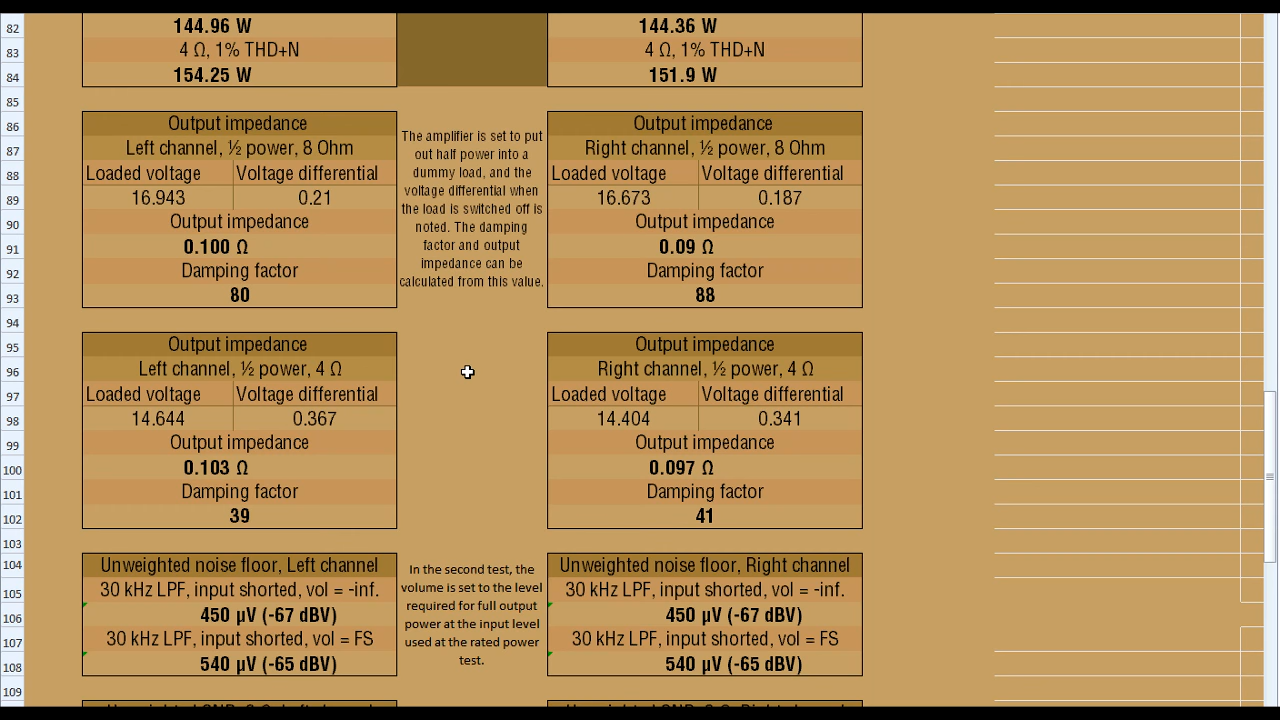 82
144.96 W
144.36 W
83
4 Ω, 1% THD+N
4 Ω, 1% THD+N
84
154.25 W
151.9 W
85
86
Output impedance
Output impedance
87
Left channel, ½ power, 8 Ohm
Right channel, ½ power, 8 Ohm
88
Loaded voltage
Voltage differential
Loaded voltage
Voltage differential
89
16.943
0.21
16.673
0.187
90
Output impedance
Output impedance
91
0.100 Ω
0.09 Ω
92
Damping factor
Damping factor
93
80
88
The amplifier is set to put
out half power into a
dummy load, and the
voltage differential when
the load is switched off is
noted. The damping
factor and output
impedance can be
calculated from this value.
94
95
Output impedance
Output impedance
96
Left channel, ½ power, 4 Ω
Right channel, ½ power, 4 Ω
97
Loaded voltage
Voltage differential
Loaded voltage
Voltage differential
98
14.644
0.367
14.404
0.341
99
Output impedance
Output impedance
100
0.103 Ω
0.097 Ω
101
Damping factor
Damping factor
102
39
41
103
104
Unweighted noise floor, Left channel
Unweighted noise floor, Right channel
105
30 kHz LPF, input shorted, vol = -inf.
30 kHz LPF, input shorted, vol = -inf.
106
450 µV (-67 dBV)
450 µV (-67 dBV)
107
30 kHz LPF, input shorted, vol = FS
30 kHz LPF, input shorted, vol = FS
108
540 µV (-65 dBV)
540 µV (-65 dBV)
In the second test, the
volume is set to the level
required for full output
power at the input level
used at the rated power
test.
109